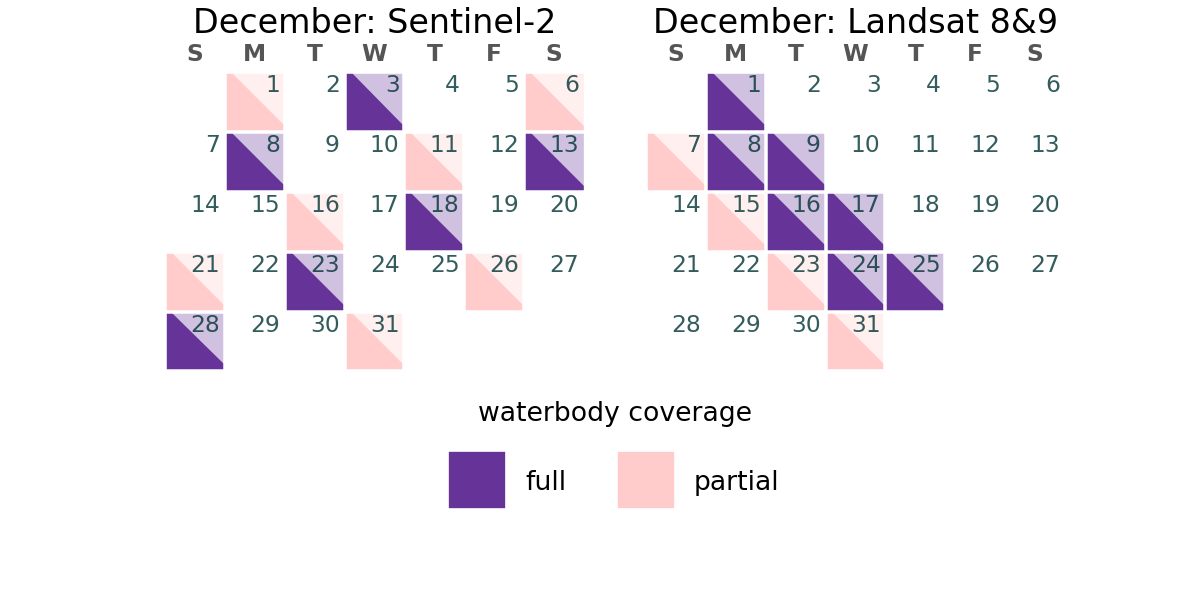 December: Sentinel-2
S M T W T F S
1 2 3 4 5 6
7 8 9 10 11 12 13
14 15 16 17 18 19 20
21 22 23 24 25 26 27
28 29 30 31
December: Landsat 8&9
S M T W T F S
1 2 3 4 5 6
7 8 9 10 11 12 13
14 15 16 17 18 19 20
21 22 23 24 25 26 27
28 29 30 31
waterbody coverage
full partial